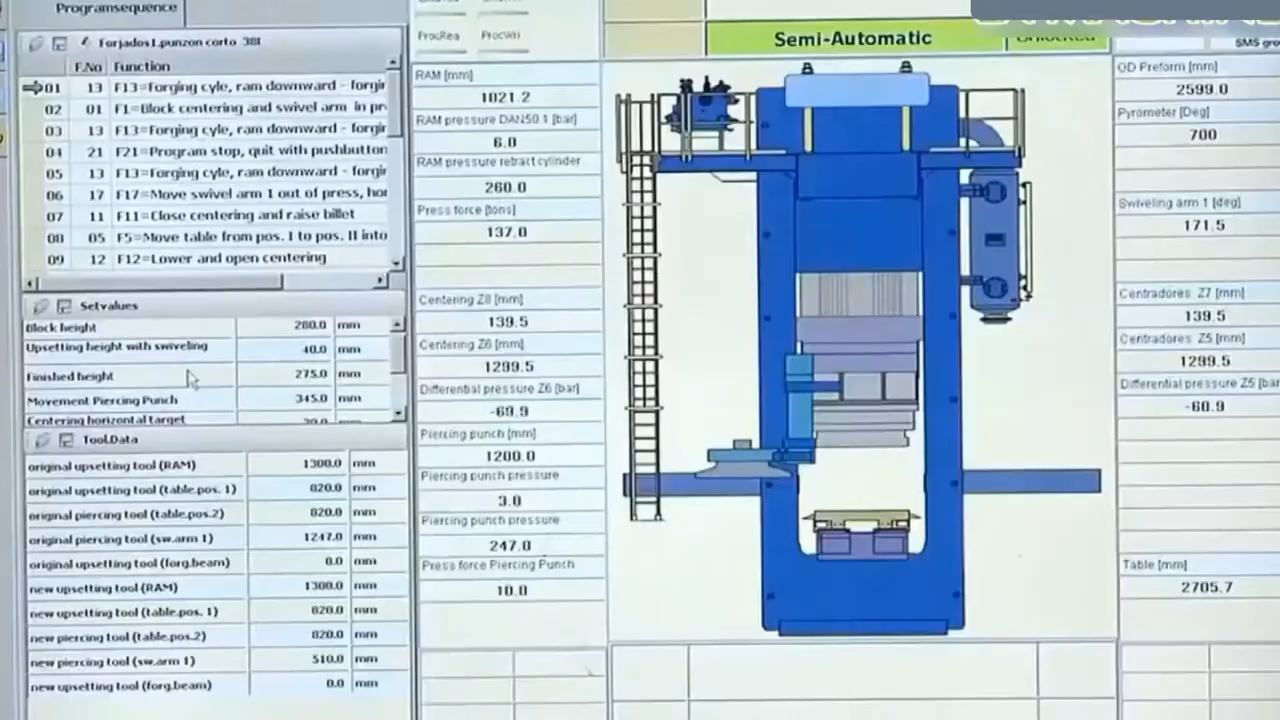 Programsequence
Forjados1.punzon corto 381
F.No Function
01 13 F13=Forging cyle, ram downward - forgin
02 01 F1=Block centering and swivel arm in pr
03 13 F13=Forging cyle, ram downward - forgin
04 21 F21=Program stop, quit with pushbutton
05 13 F13=Forging cyle, ram downward - forgin
06 17 F17=Move swivel arm 1 out of press, ho
07 11 F11=Close centering and raise billet
08 05 F5=Move table from pos. I to pos. II into
09 12 F12=Lower and open centering
Setvalues
Block height 280.0 mm
Upsetting height with swiveling 40.0 mm
Finished height 275.0 mm
Movement Piercing Punch 345.0 mm
Centering horizontal target
Tool.Data
original upsetting tool (RAM) 1300.0 mm
original upsetting tool (table.pos. 1) 820.0 mm
original piercing tool (table.pos.2) 820.0 mm
original piercing tool (sw.arm 1) 1247.0 mm
original upsetting tool (forg.beam) 0.0 mm
new upsetting tool (RAM) 1300.0 mm
new upsetting tool (table.pos. 1) 820.0 mm
new piercing tool (table.pos.2) 820.0 mm
new piercing tool (sw.arm 1) 510.0 mm
new upsetting tool (forg.beam) 0.0 mm
ProcRea ProcWri
RAM [mm]
1021.2
RAM pressure DAN50.1 [bar]
6.0
RAM pressure retract cylinder
260.0
Press force [tons]
137.0
Centering Z8 [mm]
139.5
Centering Z6 [mm]
1299.5
Differential pressure Z6 [bar]
-69.9
Piercing punch [mm]
1200.0
Piercing punch pressure
3.0
Piercing punch pressure
247.0
Press force Piercing Punch
10.0
Semi-Automatic
SMS gro
OD Preform [mm]
2599.0
Pyrometer [Deg]
700
Swiveling arm 1 [deg]
171.5
Centradores Z7 [mm]
139.5
Centradores Z5 [mm]
1299.5
Differential pressure Z5 [bar
-60.9
Table [mm]
2705.7